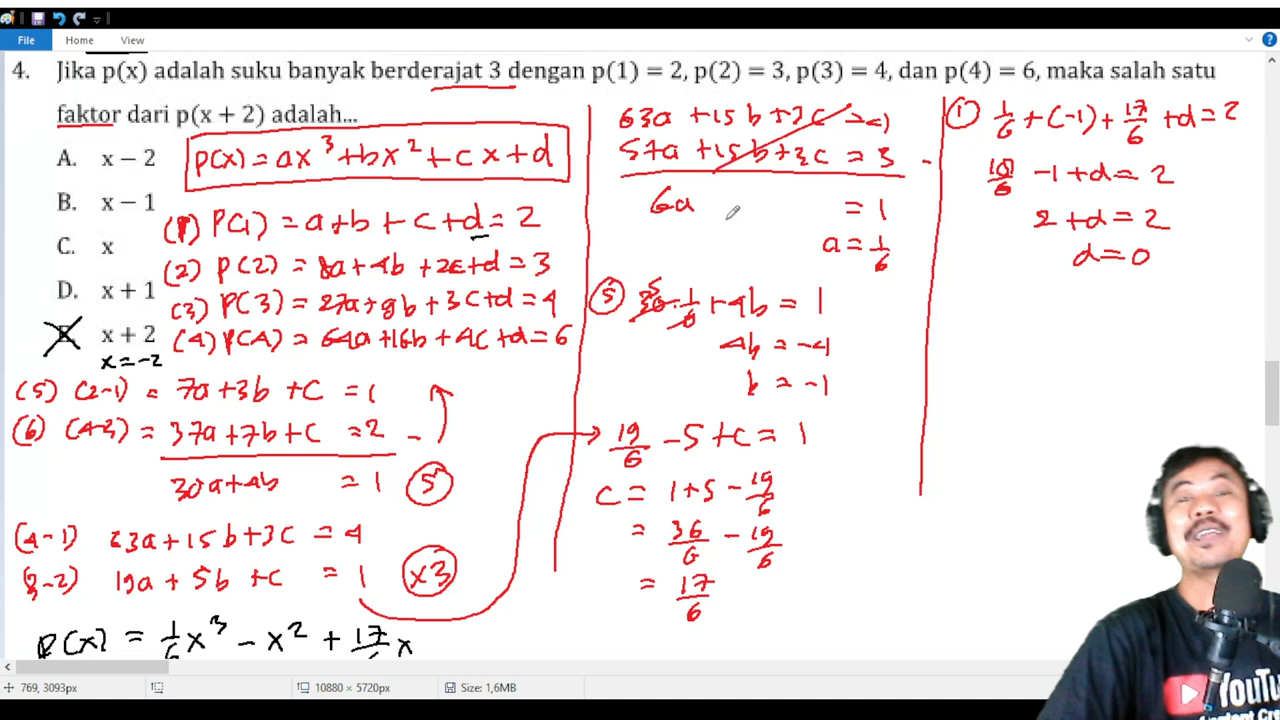 File Home View
4. Jika p(x) adalah suku banyak berderajat 3 dengan p(1) = 2, p(2) = 3, p(3) = 4, dan p(4) = 6, maka salah satu
faktor dari p(x + 2) adalah...
A. x − 2
B. x − 1
C. x
D. x + 1
E. x + 2
x = -2
P(x) = ax³ + bx² + cx + d
(1) P(1) = a + b + c + d = 2
(2) P(2) = 8a + 4b + 2c + d = 3
(3) P(3) = 27a + 9b + 3c + d = 4
(4) P(4) = 64a + 16b + 4c + d = 6
(5) (2-1) = 7a + 3b + c = 1
(6) (4-3) = 37a + 7b + c = 2 -
30a + 4b = 1 (5)
(4-1) 63a + 15b + 3c = 4
(3-2) 19a + 5b + c = 1 (x3)
P(x) = 1/6 x³ - x² + 17/6 x
63a + 15b + 3c = 4
57a + 15b + 3c = 3 -
6a = 1
a = 1/6
(5) 30 5 · 1/6 + 4b = 1
4b = -4
b = -1
19/6 - 5 + c = 1
c = 1 + 5 - 19/6
= 36/6 - 19/6
= 17/6
(1) 1/6 + (-1) + 17/6 + d = 2
18/6 - 1 + d = 2
2 + d = 2
d = 0
769, 3093px 10880 × 5720px Size: 1,6MB
YouTu